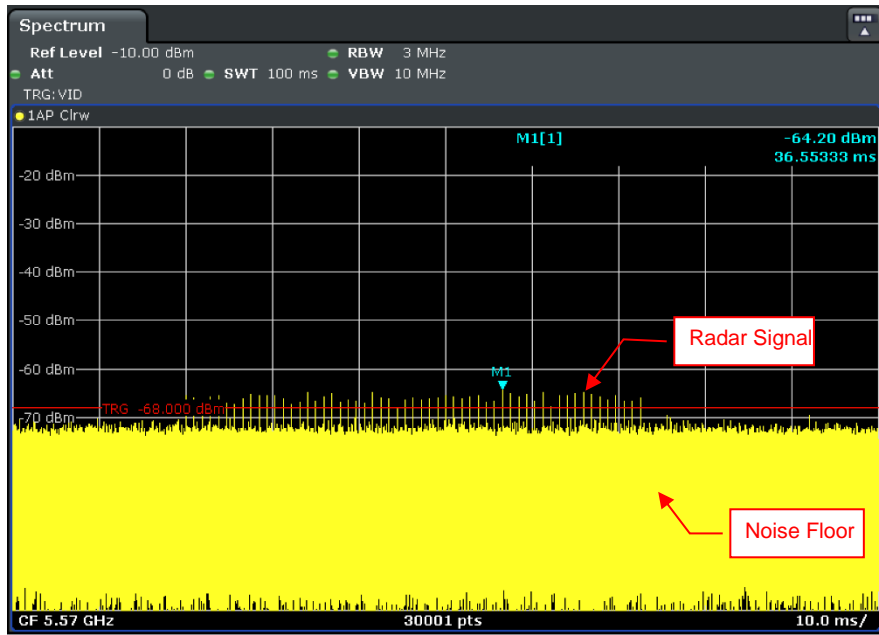 Spectrum
Ref Level -10.00 dBm RBW 3 MHz
Att 0 dB SWT 100 ms VBW 10 MHz
TRG:VID
1AP Clrw
M1[1] -64.20 dBm
36.55333 ms
-20 dBm
-30 dBm
-40 dBm
-50 dBm
Radar Signal
-60 dBm
M1
TRG -68.000 dBm
-70 dBm
Noise Floor
CF 5.57 GHz 30001 pts 10.0 ms/